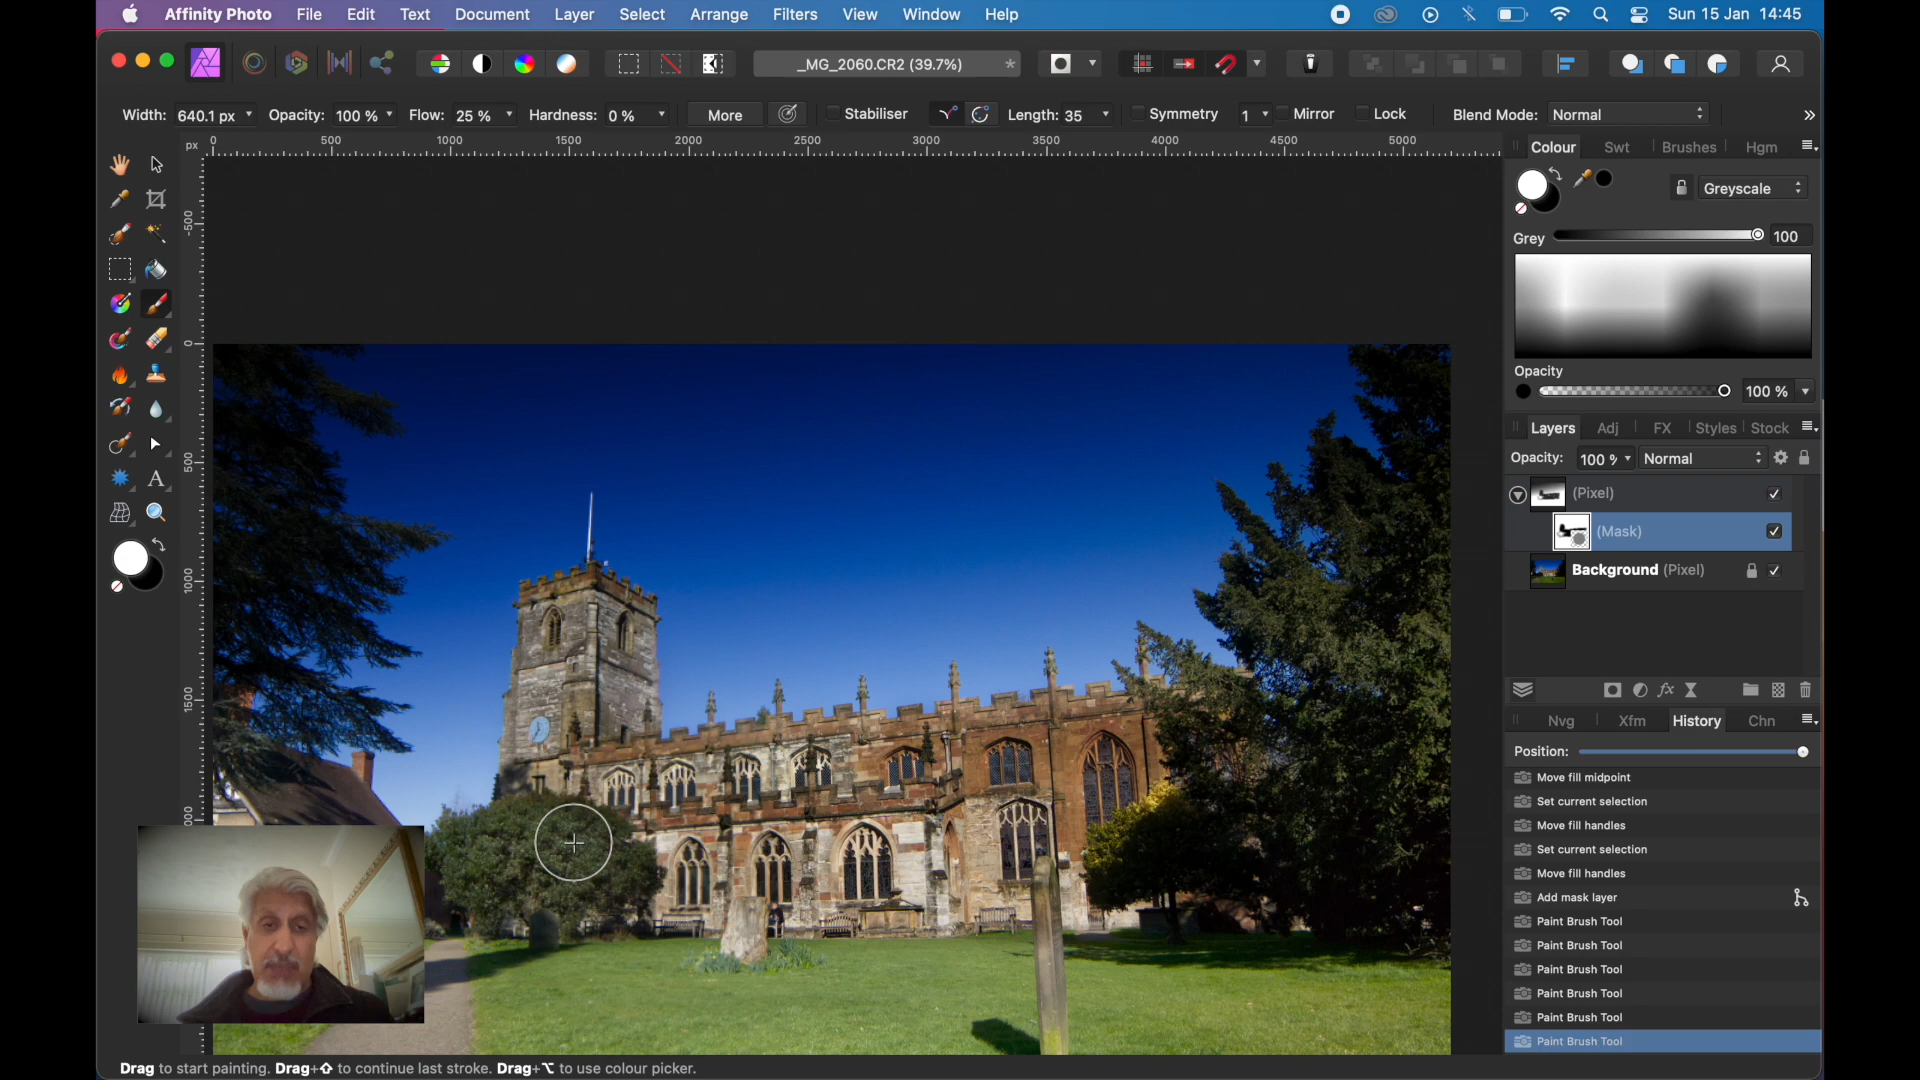 Affinity Photo File Edit Text Document Layer Select Arrange Filters View Window Help Sun 15 Jan 14:45
_MG_2060.CR2 (39.7%) *
Width: 640.1 px Opacity: 100 % Flow: 25 % Hardness: 0 % More Stabiliser Length: 35 Symmetry 1 Mirror Lock Blend Mode: Normal »
px 0 500 1000 1500 2000 2500 3000 3500 4000 4500 5000
-500
0
500
1000
1500
Colour Swt Brushes Hgm
Greyscale
Grey 100
Opacity
100 %
Layers Adj FX Styles Stock
Opacity: 100 % Normal
(Pixel)
(Mask)
Background (Pixel)
Nvg Xfm History Chn
Position:
Move fill midpoint
Set current selection
Move fill handles
Set current selection
Move fill handles
Add mask layer
Paint Brush Tool
Paint Brush Tool
Paint Brush Tool
Paint Brush Tool
Paint Brush Tool
Paint Brush Tool
Drag to start painting. Drag+⇧ to continue last stroke. Drag+⌥ to use colour picker.